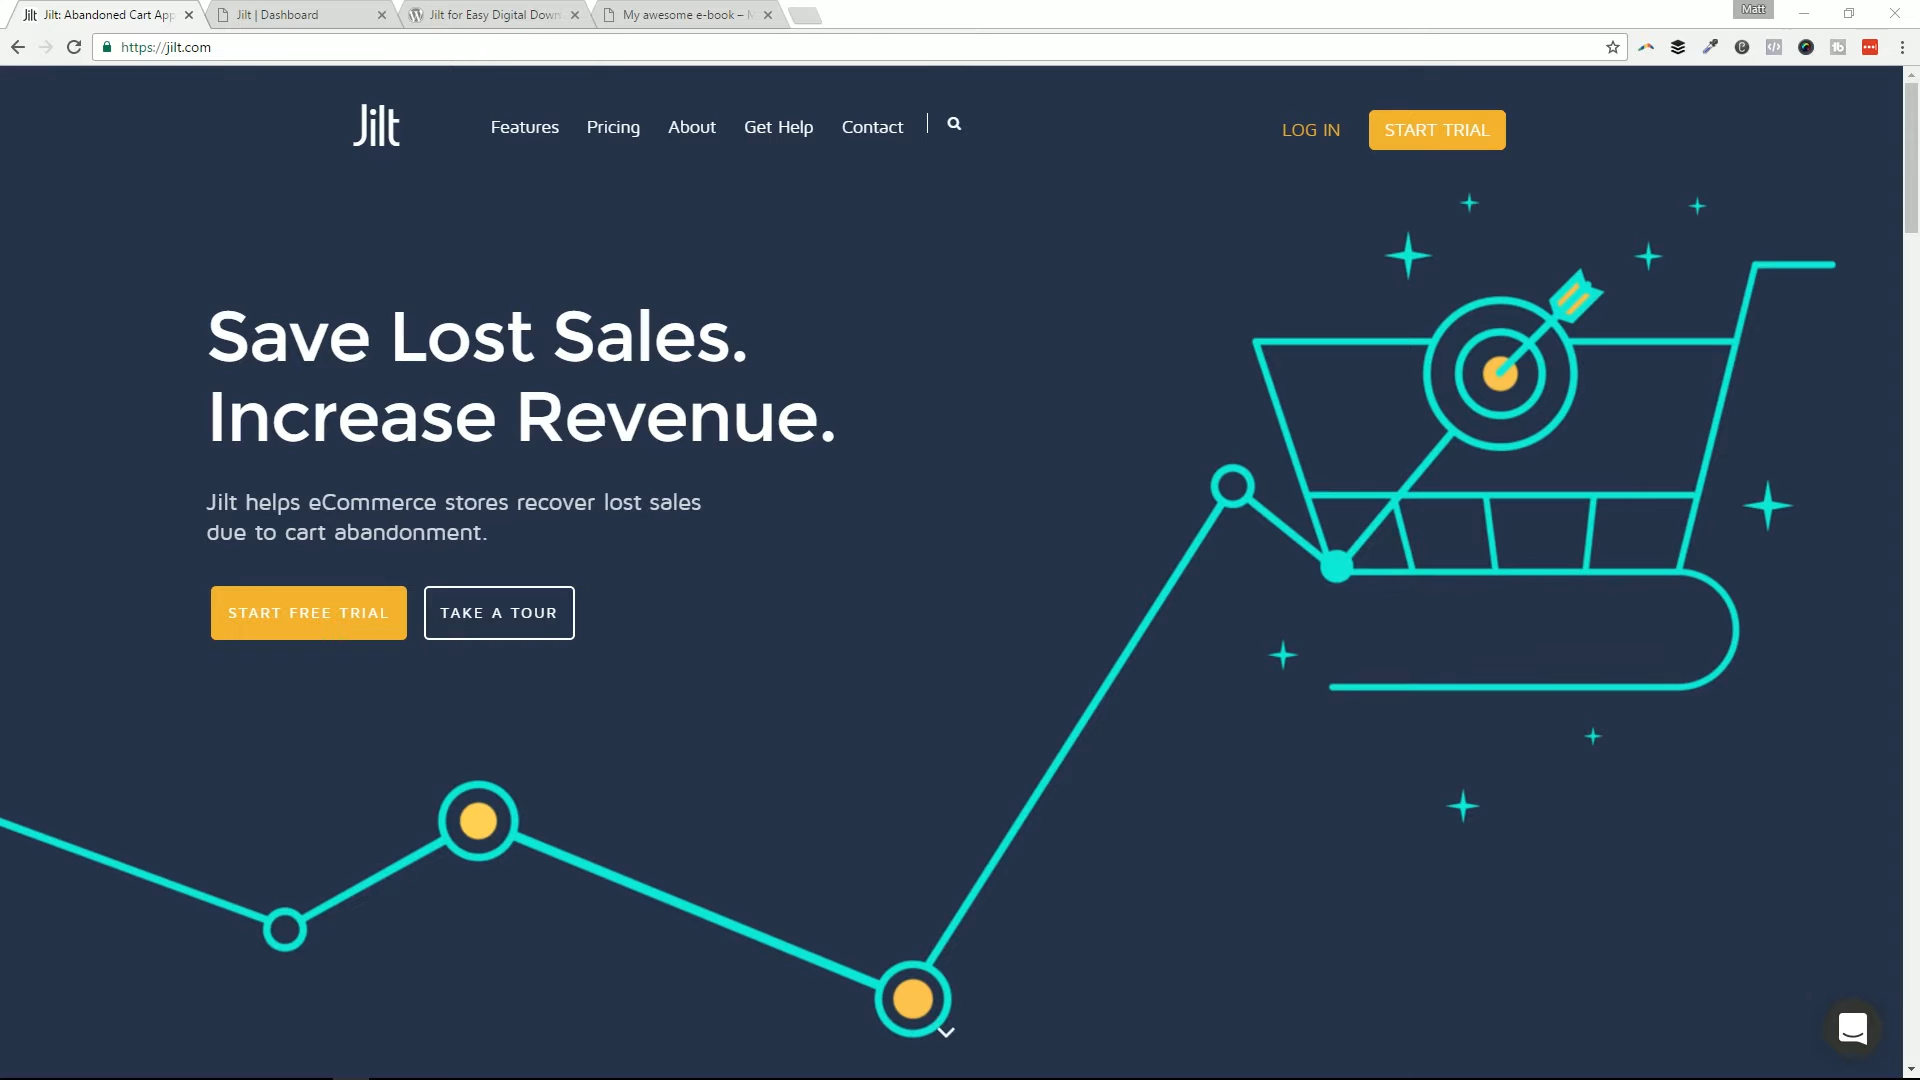 Jilt: Abandoned Cart App
Jilt | Dashboard
Jilt for Easy Digital Down
My awesome e-book –
Matt
https://jilt.com
Jilt
Features
Pricing
About
Get Help
Contact
LOG IN
START TRIAL
Save Lost Sales.
Increase Revenue.
Jilt helps eCommerce stores recover lost sales
due to cart abandonment.
START FREE TRIAL
TAKE A TOUR